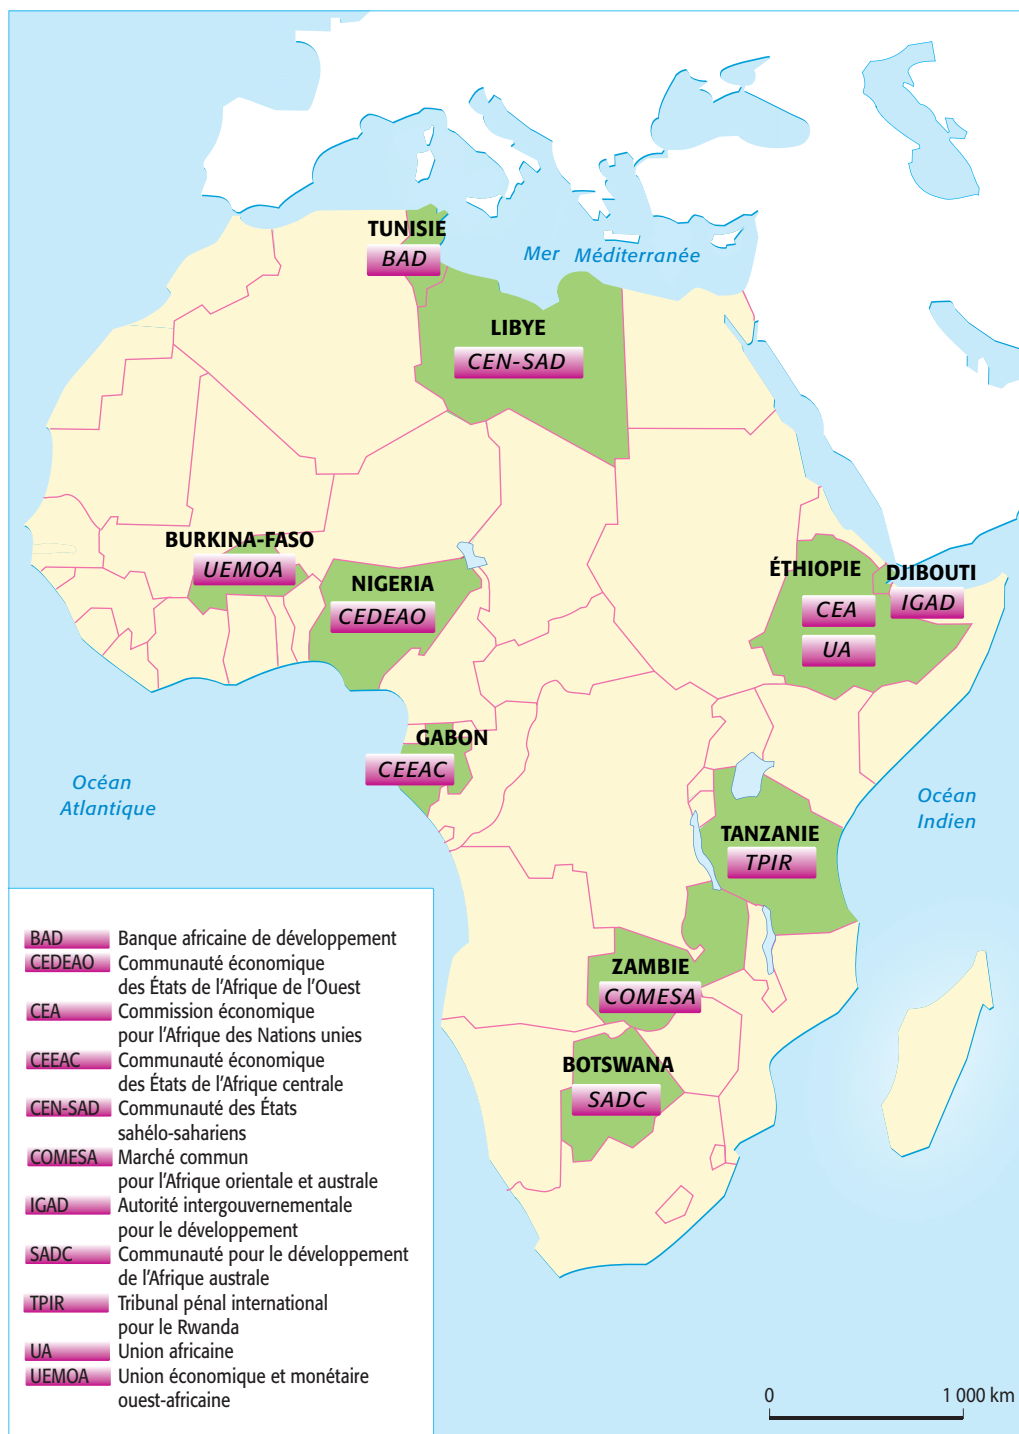 TUNISIE
BAD
Mer Méditerranée
LIBYE
CEN-SAD
BURKINA-FASO
UEMOA
NIGERIA
CEDEAO
ÉTHIOPIE
CEA
UA
DJIBOUTI
IGAD
GABON
CEEAC
Océan
Atlantique
Océan
Indien
TANZANIE
TPIR
ZAMBIE
COMESA
BOTSWANA
SADC
BAD Banque africaine de développement
CEDEAO Communauté économique
des États de l'Afrique de l'Ouest
CEA Commission économique
pour l'Afrique des Nations unies
CEEAC Communauté économique
des États de l'Afrique centrale
CEN-SAD Communauté des États
sahélo-sahariens
COMESA Marché commun
pour l'Afrique orientale et australe
IGAD Autorité intergouvernementale
pour le développement
SADC Communauté pour le développement
de l'Afrique australe
TPIR Tribunal pénal international
pour le Rwanda
UA Union africaine
UEMOA Union économique et monétaire
ouest-africaine
0 1 000 km